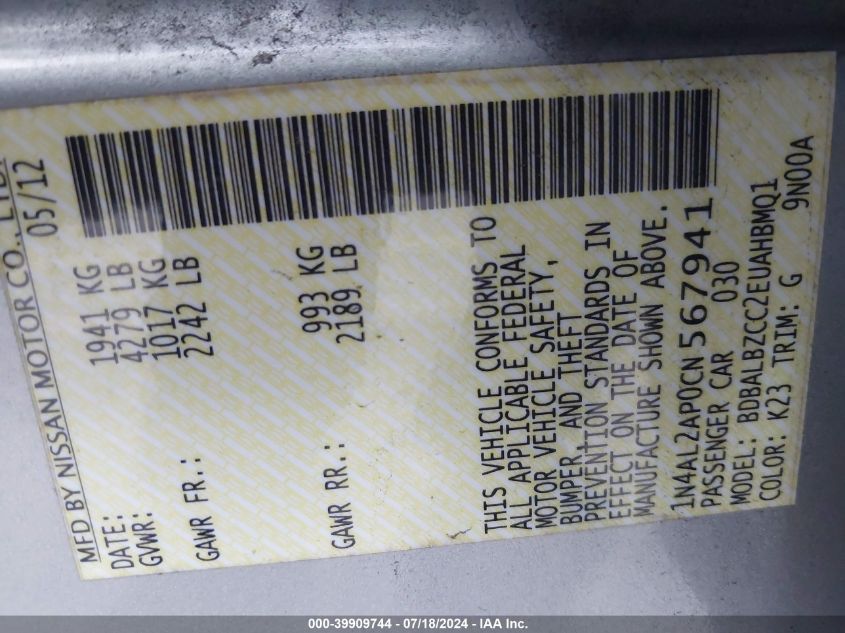 MFD BY NISSAN MOTOR CO., LTD.
DATE: 05/12
GVWR: 1941 KG
4279 LB
GAWR FR.: 1017 KG
2242 LB
GAWR RR.: 993 KG
2189 LB
THIS VEHICLE CONFORMS TO
ALL APPLICABLE FEDERAL
MOTOR VEHICLE SAFETY,
BUMPER, AND THEFT
PREVENTION STANDARDS IN
EFFECT ON THE DATE OF
MANUFACTURE SHOWN ABOVE.
1N4AL2AP0CN567941
PASSENGER CAR 030
MODEL: BDBALBZCC2EUAHBMQ1
COLOR: K23 TRIM: G 9N00A
000-39909744 - 07/18/2024 - IAA Inc.